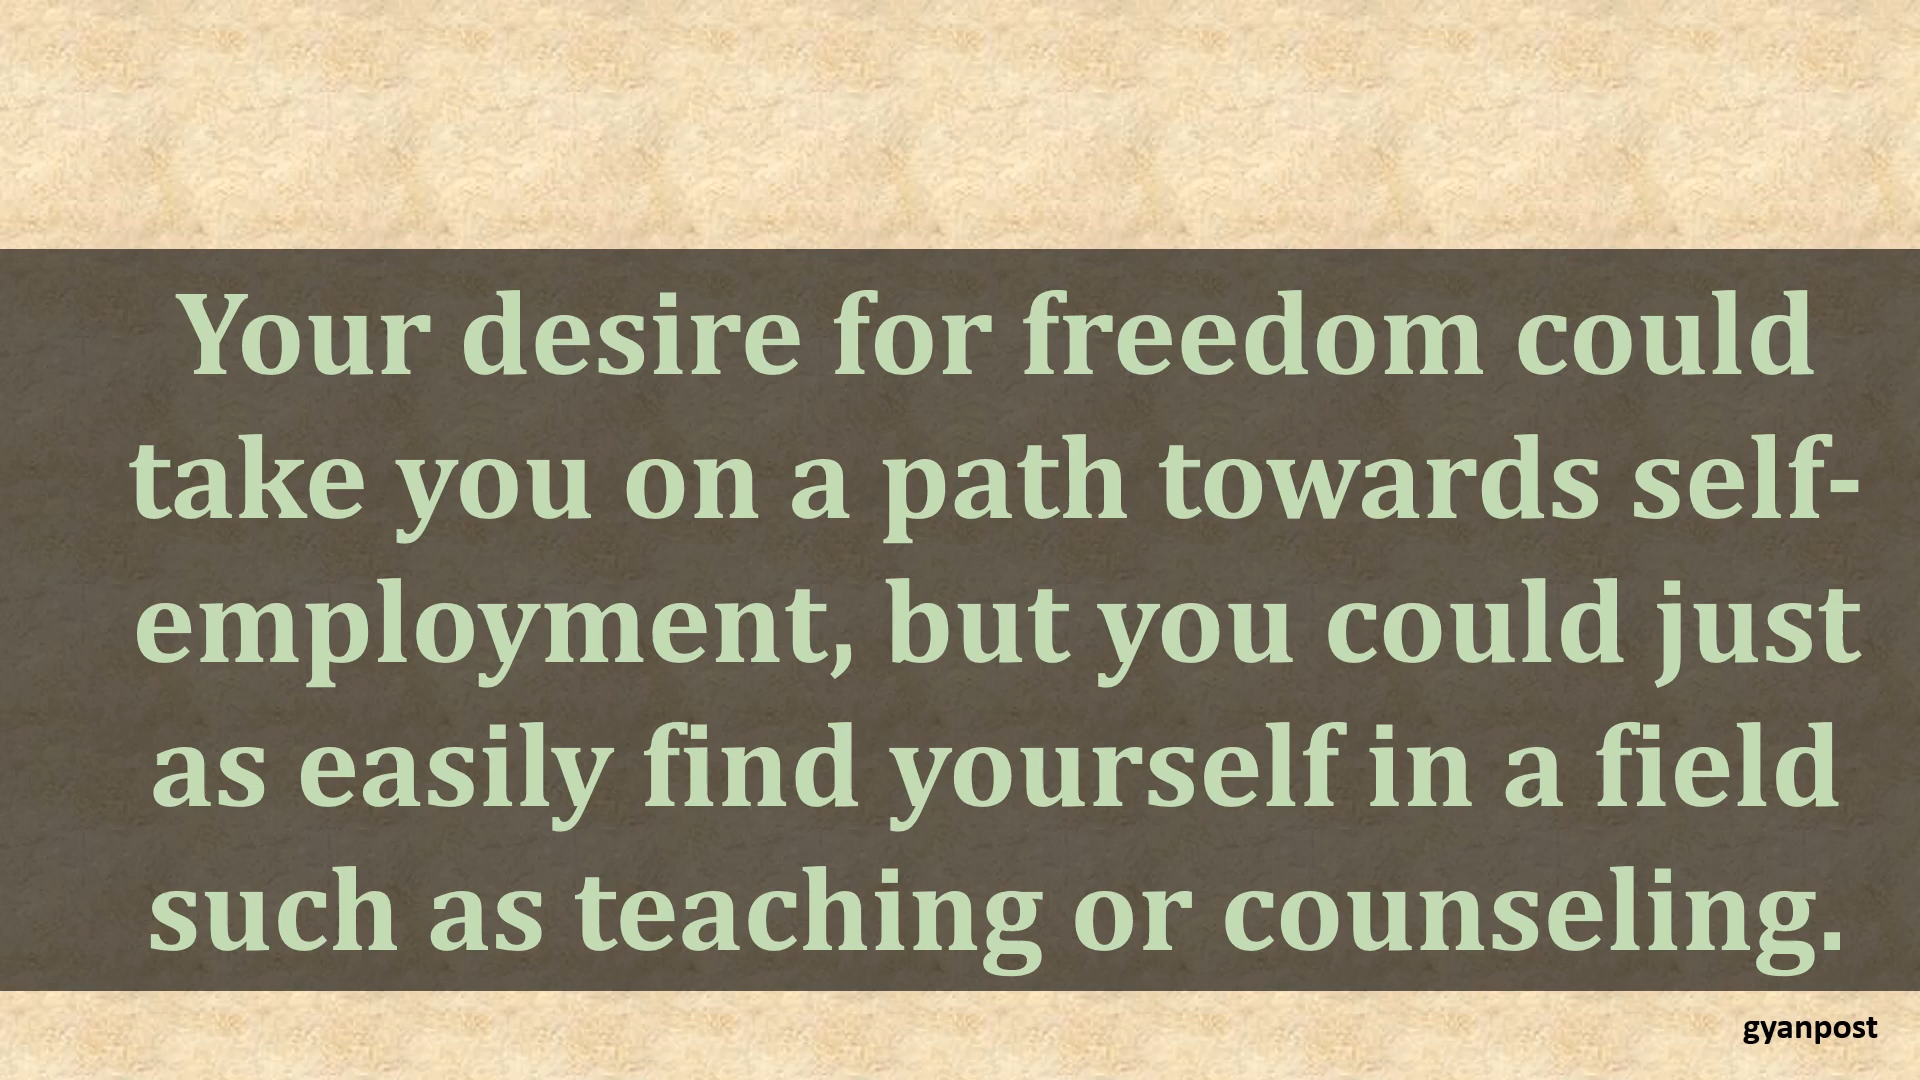 Your desire for freedom could
take you on a path towards self-
employment, but you could just
as easily find yourself in a field
such as teaching or counseling.
gyanpost